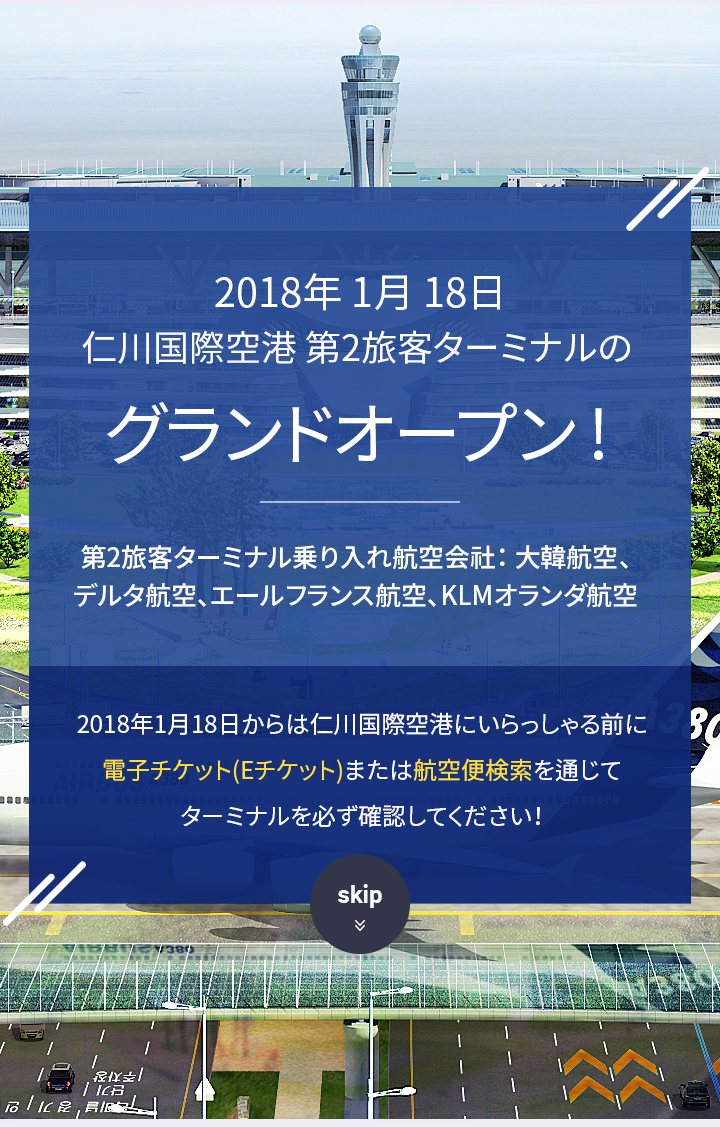 2018年 1月 18日
仁川国際空港 第2旅客ターミナルの
グランドオープン!
第2旅客ターミナル乗り入れ航空会社: 大韓航空、
デルタ航空、エールフランス航空、KLMオランダ航空
2018年1月18日からは仁川国際空港にいらっしゃる前に
電子チケット(Eチケット)または航空便検索を通じて
ターミナルを必ず確認してください!
skip